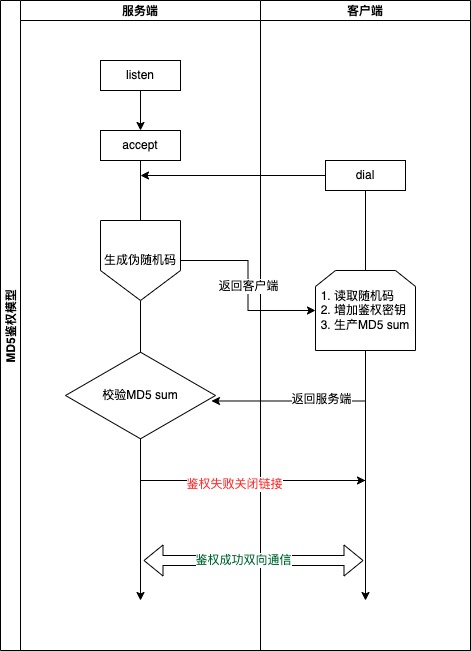 服务端
客户端
MD5鉴权模型
listen
accept
dial
生成伪随机码
返回客户端
1. 读取随机码
2. 增加鉴权密钥
3. 生产MD5 sum
校验MD5 sum
返回服务端
鉴权失败关闭链接
鉴权成功双向通信